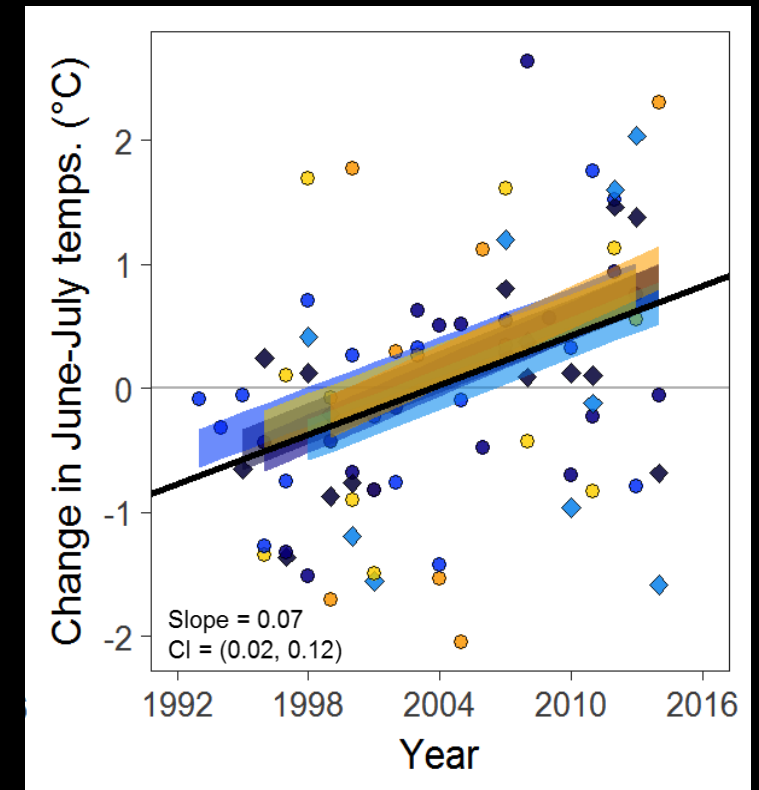 Change in June-July temps. (°C)
2
1
0
-1
-2
Slope = 0.07
CI = (0.02, 0.12)
1992 1998 2004 2010 2016
Year